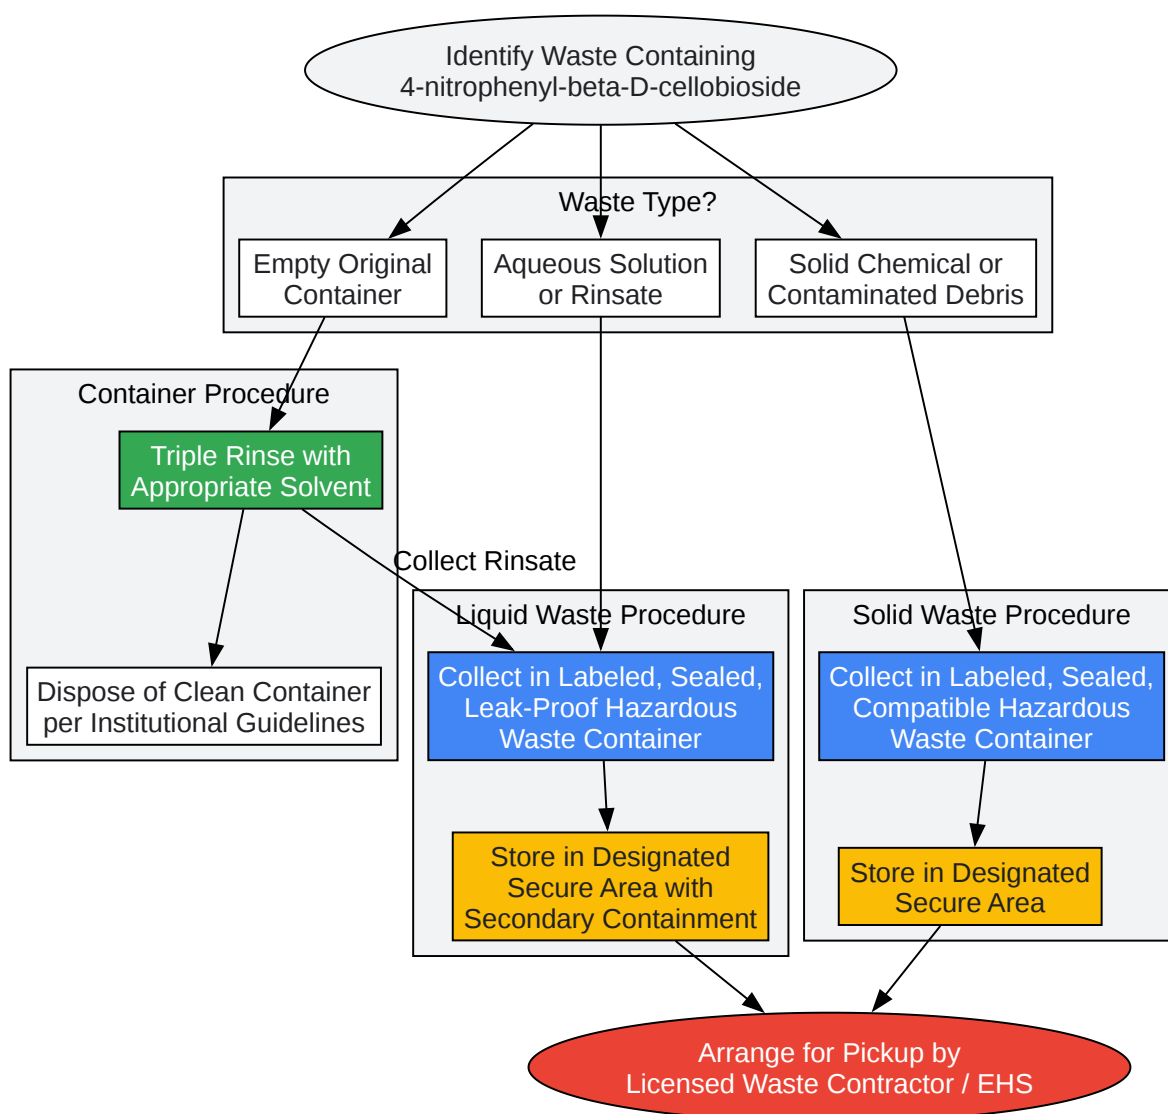 Identify Waste Containing
4-nitrophenyl-beta-D-cellobioside
Waste Type?
Empty Original
Container
Aqueous Solution
or Rinsate
Solid Chemical or
Contaminated Debris
Container Procedure
Triple Rinse with
Appropriate Solvent
Collect Rinsate
Dispose of Clean Container
per Institutional Guidelines
Liquid Waste Procedure
Collect in Labeled, Sealed,
Leak-Proof Hazardous
Waste Container
Store in Designated
Secure Area with
Secondary Containment
Solid Waste Procedure
Collect in Labeled, Sealed,
Compatible Hazardous
Waste Container
Store in Designated
Secure Area
Arrange for Pickup by
Licensed Waste Contractor / EHS